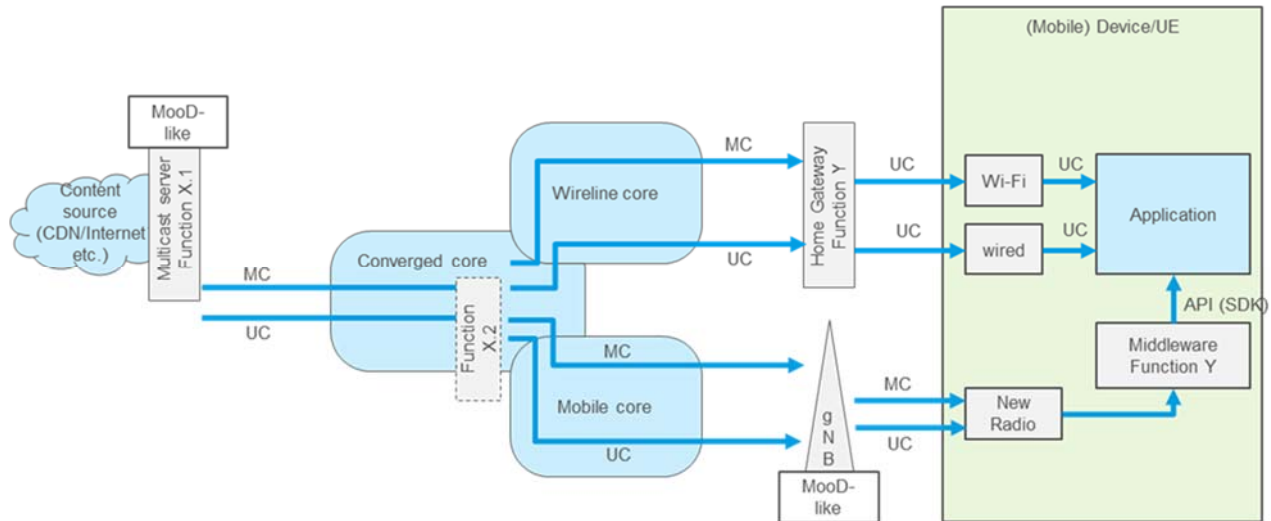 (Mobile) Device/UE
MooD-
like
Multicast server
Function X.1
Content
source
(CDN/Internet
etc.)
MC
UC
Converged core
Function
X.2
Wireline core
MC
UC
Mobile core
MC
UC
Home Gateway
Function Y
UC
UC
Wi-Fi
wired
UC
UC
Application
API (SDK)
Middleware
Function Y
gNB
MooD-
like
MC
UC
New
Radio